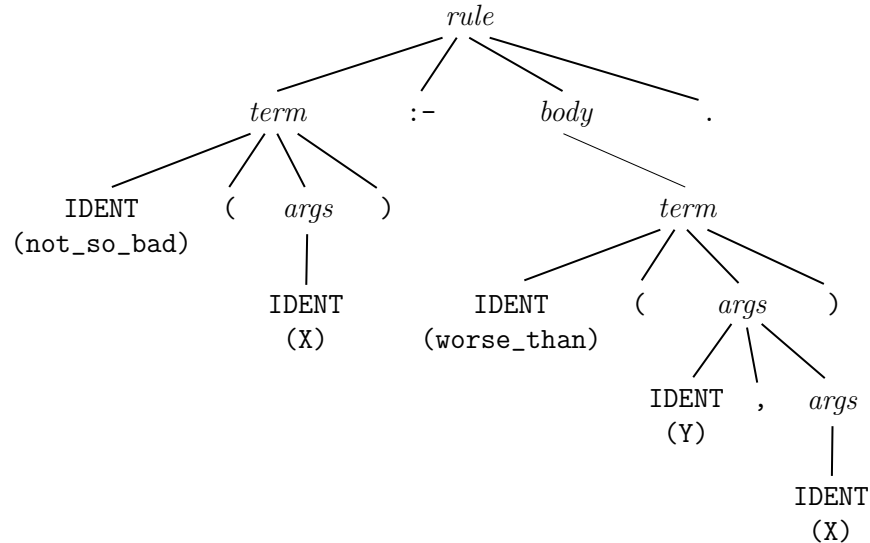 rule
term :- body .
IDENT ( args ) term
(not_so_bad)
IDENT IDENT ( args )
(X) (worse_than)
IDENT , args
(Y)
IDENT
(X)